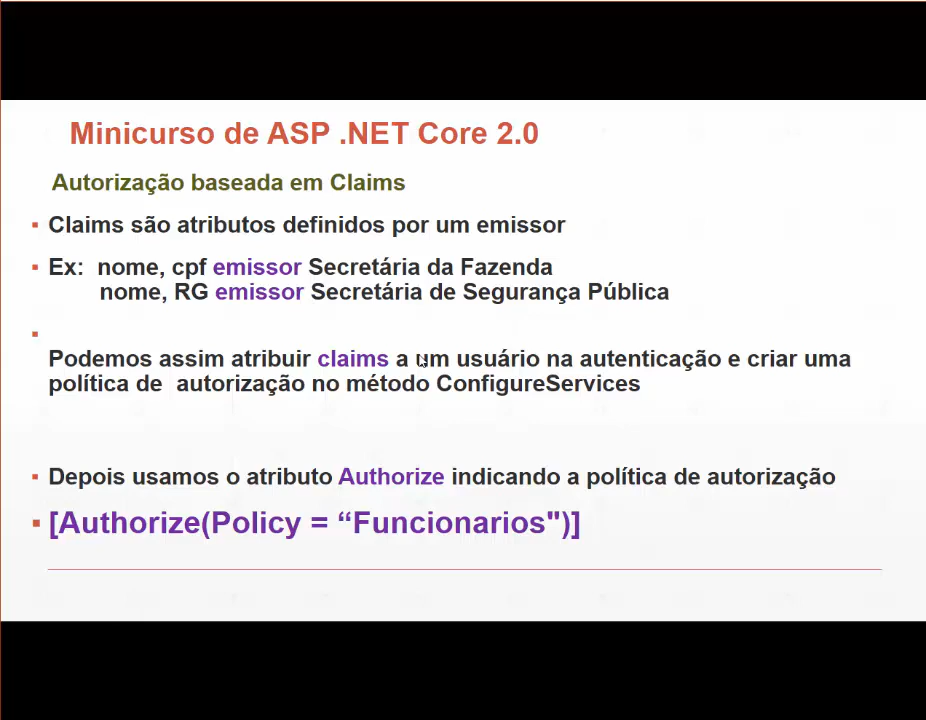 Minicurso de ASP .NET Core 2.0
Autorização baseada em Claims
▪ Claims são atributos definidos por um emissor
▪ Ex: nome, cpf emissor Secretária da Fazenda
nome, RG emissor Secretária de Segurança Pública
▪
Podemos assim atribuir claims a um usuário na autenticação e criar uma
política de autorização no método ConfigureServices
▪ Depois usamos o atributo Authorize indicando a política de autorização
▪ [Authorize(Policy = “Funcionarios")]